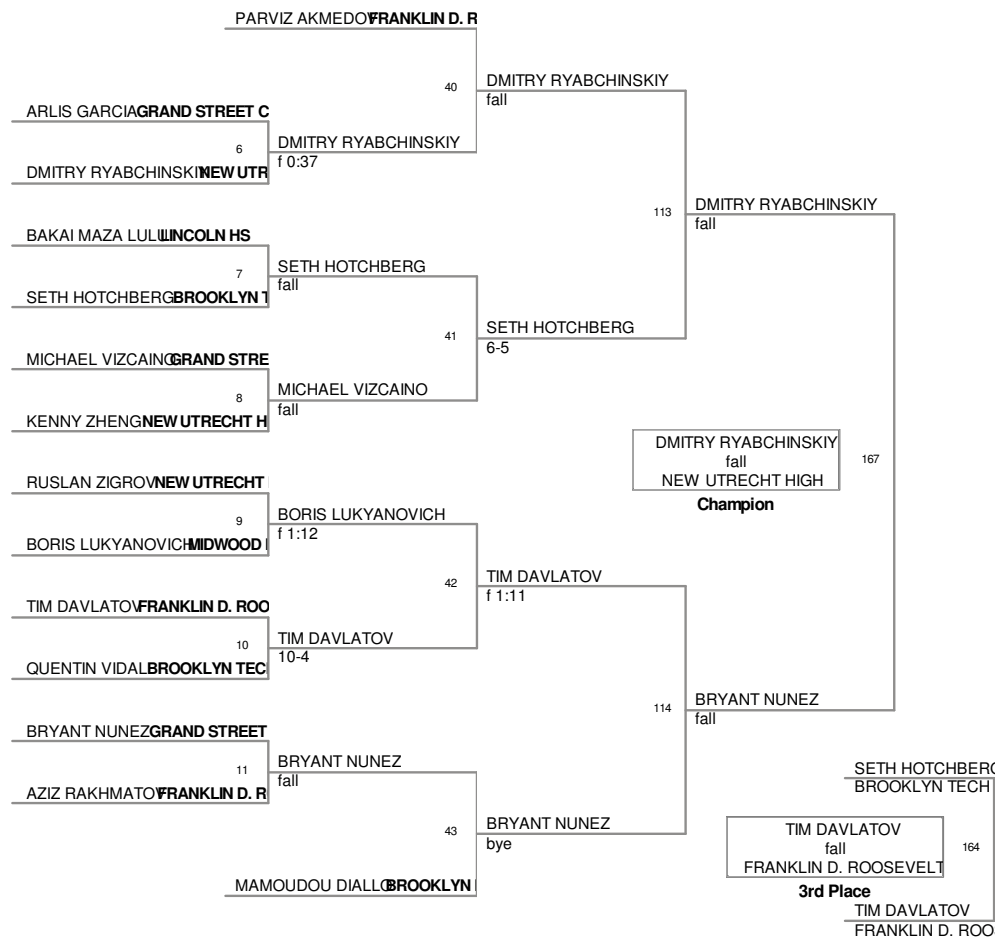 PARVIZ AKMEDOV FRANKLIN D. R
40
DMITRY RYABCHINSKIY
fall
ARLIS GARCIA GRAND STREET C
6
DMITRY RYABCHINSKIY
f 0:37
DMITRY RYABCHINSKIY NEW UTR
113
DMITRY RYABCHINSKIY
fall
BAKAI MAZA LULU LINCOLN HS
7
SETH HOTCHBERG
fall
SETH HOTCHBERG BROOKLYN T
41
SETH HOTCHBERG
6-5
MICHAEL VIZCAINO GRAND STRE
8
MICHAEL VIZCAINO
fall
KENNY ZHENG NEW UTRECHT H
DMITRY RYABCHINSKIY
fall
NEW UTRECHT HIGH
167
Champion
RUSLAN ZIGROV NEW UTRECHT
9
BORIS LUKYANOVICH
f 1:12
BORIS LUKYANOVICH MIDWOOD
42
TIM DAVLATOV
f 1:11
TIM DAVLATOV FRANKLIN D. ROO
10
TIM DAVLATOV
10-4
QUENTIN VIDAL BROOKLYN TEC
114
BRYANT NUNEZ
fall
BRYANT NUNEZ GRAND STREET
11
BRYANT NUNEZ
fall
AZIZ RAKHMATOV FRANKLIN D. R
43
BRYANT NUNEZ
bye
MAMOUDOU DIALLO BROOKLYN
SETH HOTCHBERG
BROOKLYN TECH
TIM DAVLATOV
fall
FRANKLIN D. ROOSEVELT
164
3rd Place
TIM DAVLATOV
FRANKLIN D. ROO